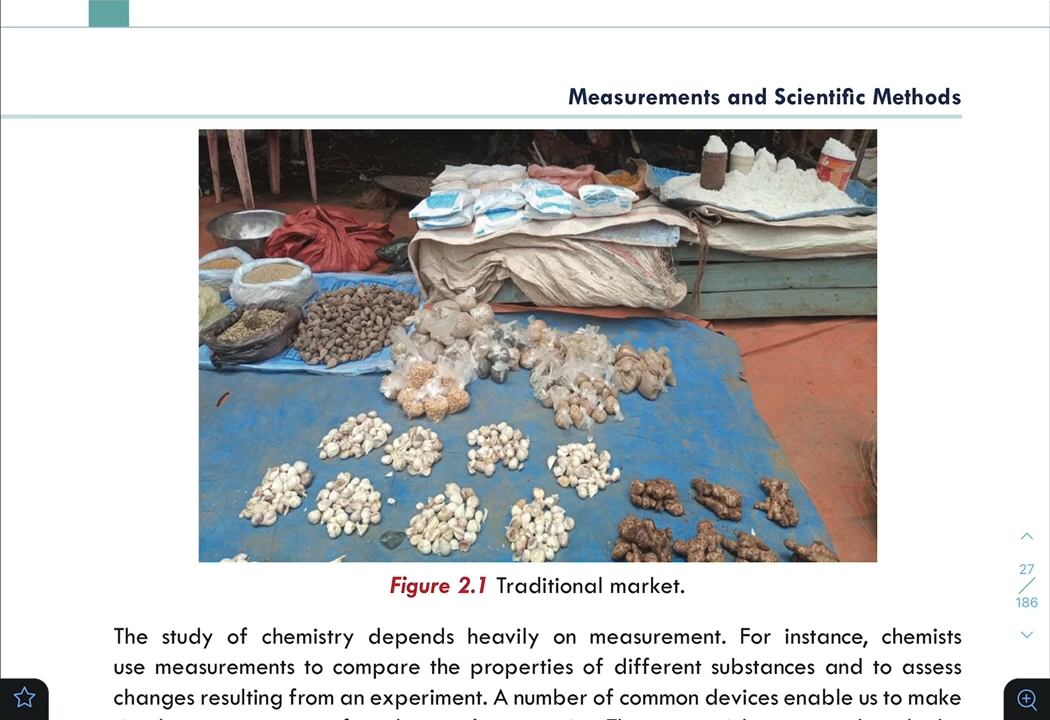 Measurements and Scientific Methods
Figure 2.1 Traditional market.
The study of chemistry depends heavily on measurement. For instance, chemists
use measurements to compare the properties of different substances and to assess
changes resulting from an experiment. A number of common devices enable us to make
27
186